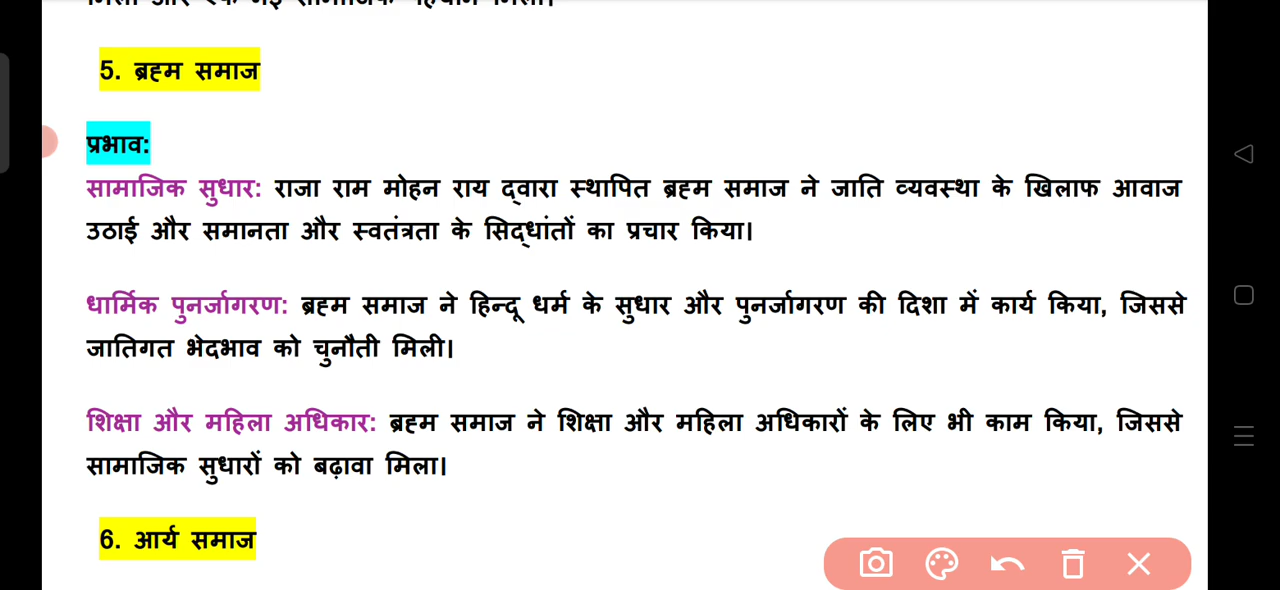 5. ब्रह्म समाज
प्रभाव:
सामाजिक सुधार: राजा राम मोहन राय द्वारा स्थापित ब्रह्म समाज ने जाति व्यवस्था के खिलाफ आवाज
उठाई और समानता और स्वतंत्रता के सिद्धांतों का प्रचार किया।
धार्मिक पुनर्जागरण: ब्रह्म समाज ने हिन्दू धर्म के सुधार और पुनर्जागरण की दिशा में कार्य किया, जिससे
जातिगत भेदभाव को चुनौती मिली।
शिक्षा और महिला अधिकार: ब्रह्म समाज ने शिक्षा और महिला अधिकारों के लिए भी काम किया, जिससे
सामाजिक सुधारों को बढ़ावा मिला।
6. आर्य समाज